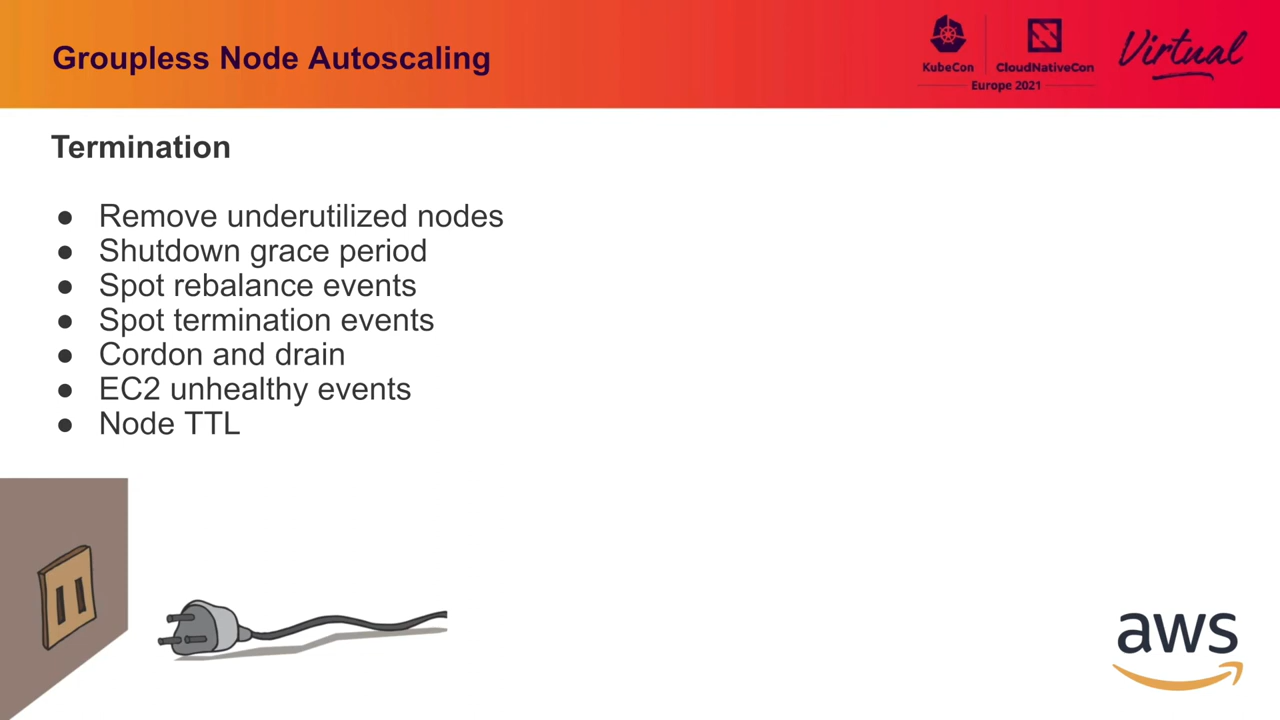 Groupless Node Autoscaling
KubeCon
CloudNativeCon
Europe 2021
Virtual
Termination
● Remove underutilized nodes
● Shutdown grace period
● Spot rebalance events
● Spot termination events
● Cordon and drain
● EC2 unhealthy events
● Node TTL
aws